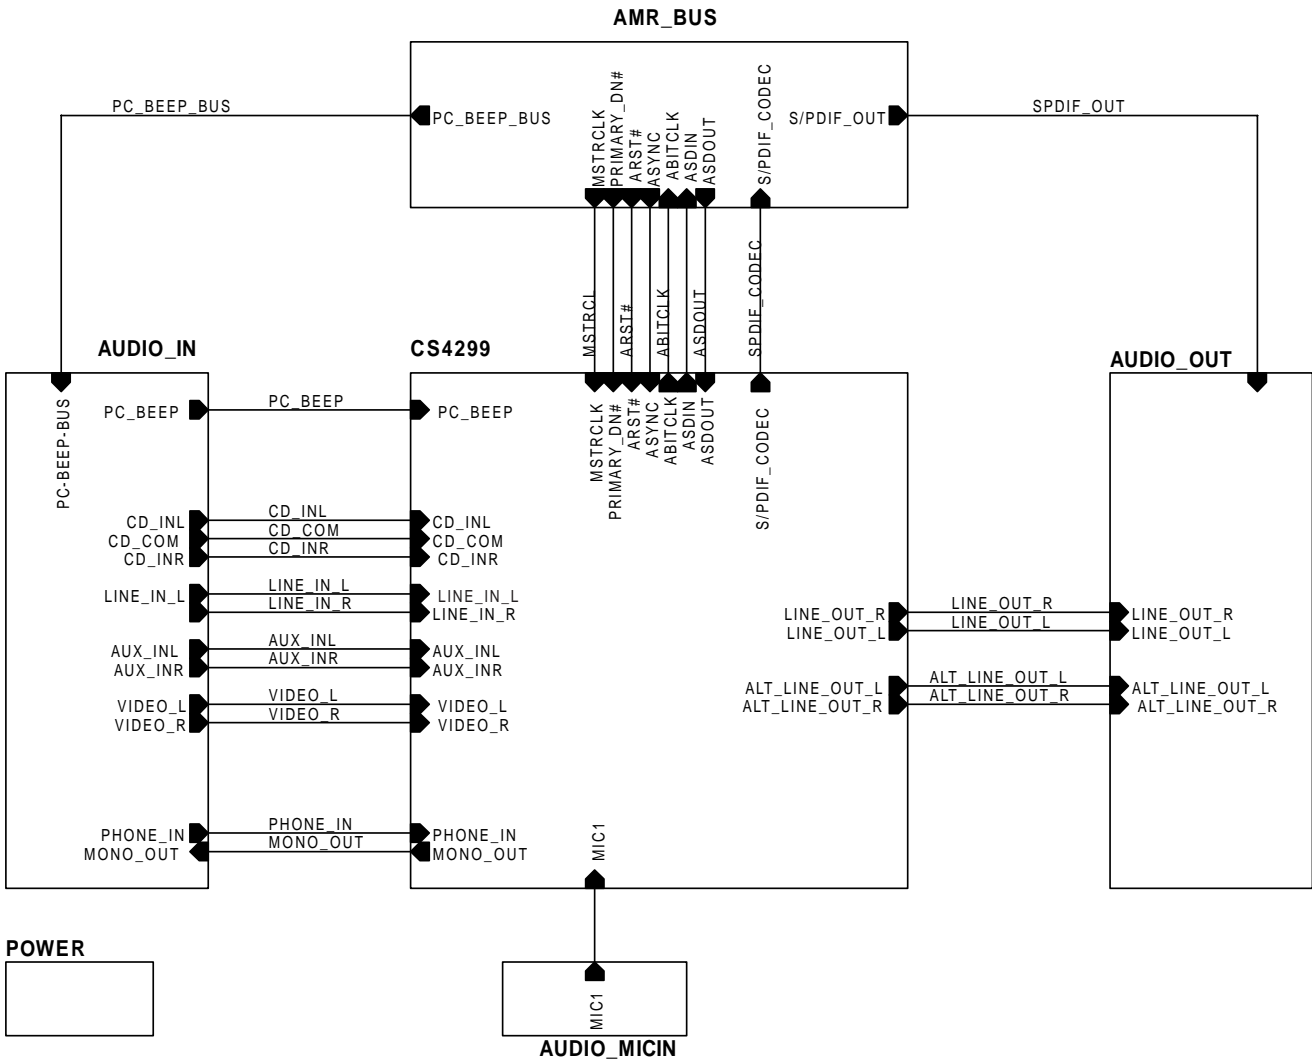 AMR_BUS
PC_BEEP_BUS
PC_BEEP_BUS
MSTRCLK
PRIMARY_DN#
ARST#
ASYNC
ABITCLK
ASDIN
ASDOUT
S/PDIF_CODEC
S/PDIF_OUT
SPDIF_OUT
MSTRCL
ARST#
ABITCLK
ASDOUT
SPDIF_CODEC
AUDIO_IN
CS4299
AUDIO_OUT
PC-BEEP-BUS
PC_BEEP
PC_BEEP
PC_BEEP
MSTRCLK
PRIMARY_DN#
ARST#
ASYNC
ABITCLK
ASDIN
ASDOUT
S/PDIF_CODEC
CD_INL
CD_INL
CD_INL
CD_COM
CD_COM
CD_COM
CD_INR
CD_INR
CD_INR
LINE_IN_L
LINE_IN_L
LINE_IN_L
LINE_IN_R
LINE_IN_R
LINE_OUT_R
LINE_OUT_R
LINE_OUT_R
LINE_OUT_L
LINE_OUT_L
LINE_OUT_L
AUX_INL
AUX_INL
AUX_INL
AUX_INR
AUX_INR
AUX_INR
ALT_LINE_OUT_L
ALT_LINE_OUT_L
ALT_LINE_OUT_L
ALT_LINE_OUT_R
ALT_LINE_OUT_R
ALT_LINE_OUT_R
VIDEO_L
VIDEO_L
VIDEO_L
VIDEO_R
VIDEO_R
VIDEO_R
PHONE_IN
PHONE_IN
PHONE_IN
MONO_OUT
MONO_OUT
MONO_OUT
MIC1
POWER
MIC1
AUDIO_MICIN